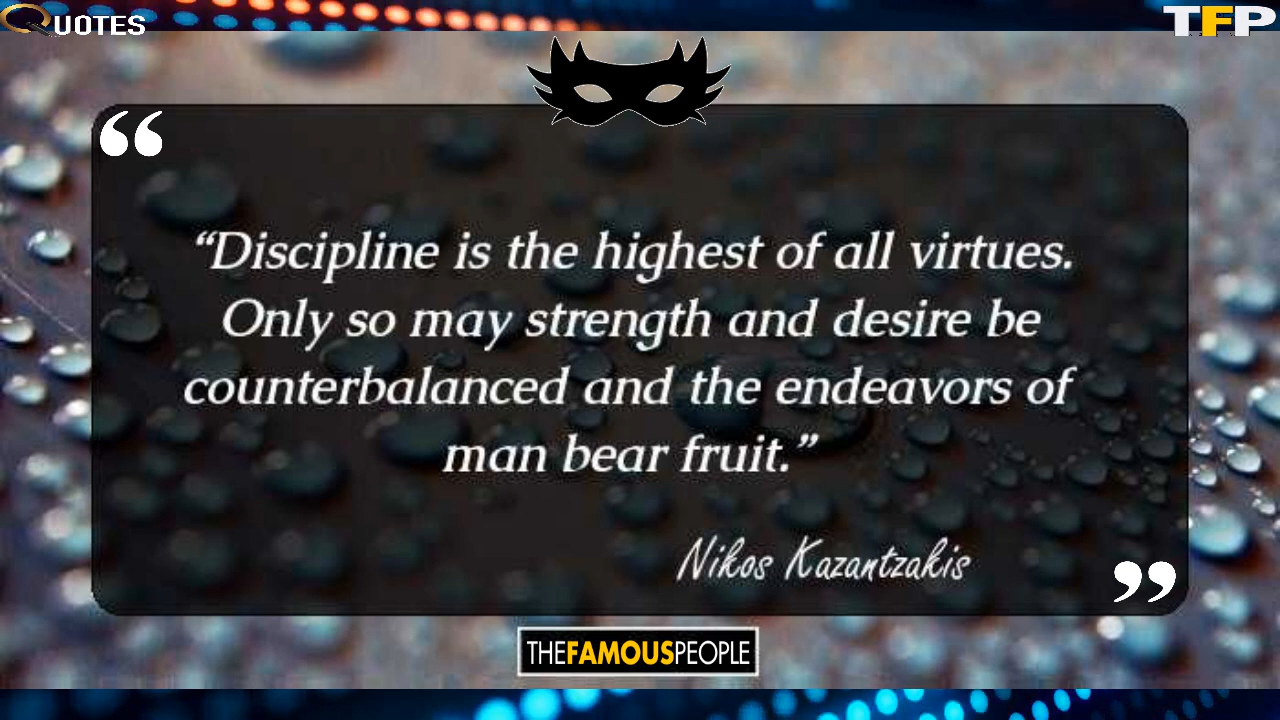 QUOTES
TFP
“
“Discipline is the highest of all virtues.
Only so may strength and desire be
counterbalanced and the endeavors of
man bear fruit.”
Nikos Kazantzakis
”
THEFAMOUSPEOPLE